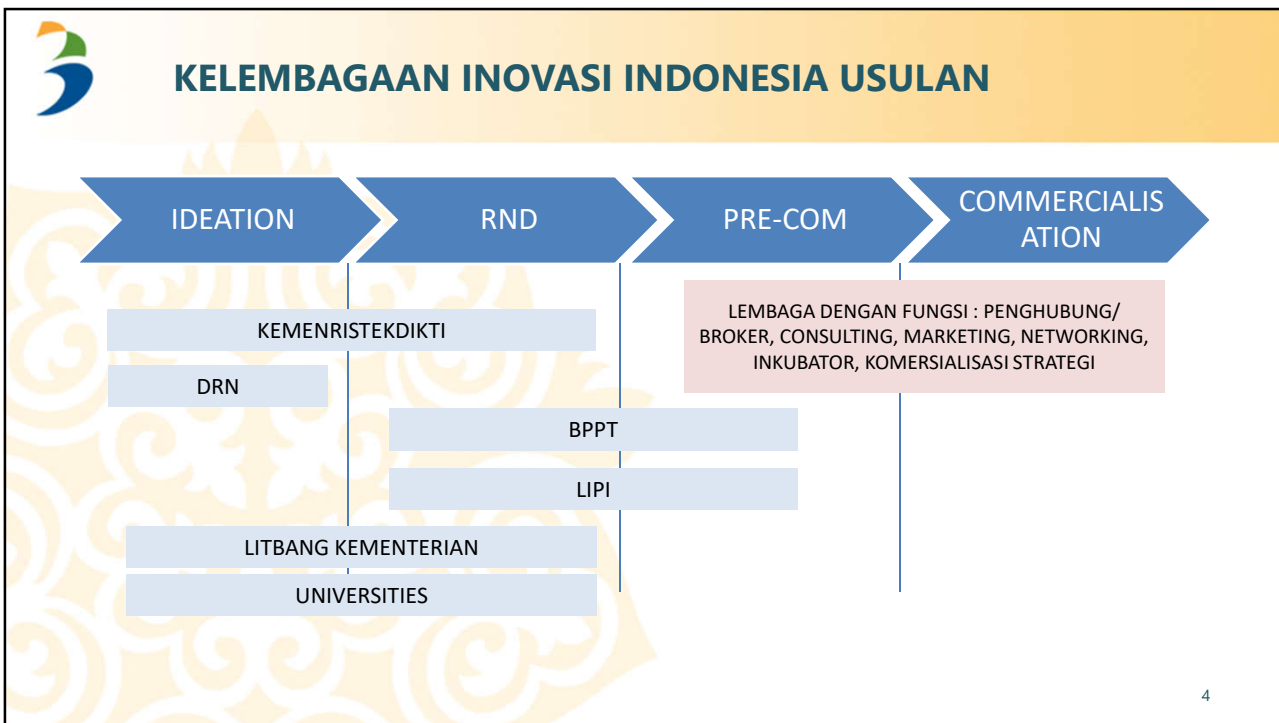 KELEMBAGAAN INOVASI INDONESIA USULAN
IDEATION
RND
PRE-COM
COMMERCIALIS
ATION
LEMBAGA DENGAN FUNGSI : PENGHUBUNG/
BROKER, CONSULTING, MARKETING, NETWORKING,
INKUBATOR, KOMERSIALISASI STRATEGI
KEMENRISTEKDIKTI
DRN
BPPT
LIPI
LITBANG KEMENTERIAN
UNIVERSITIES
4